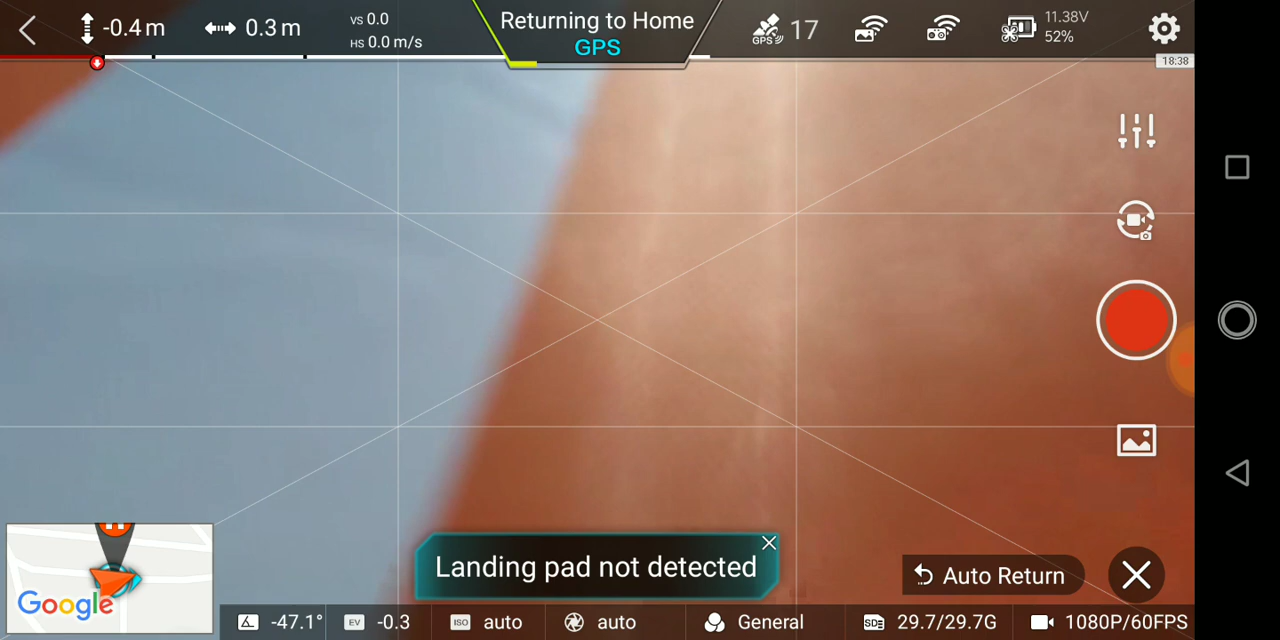 -0.4 m
0.3 m
VS 0.0
HS 0.0 m/s
Returning to Home
GPS
GPS
17
11.38V
52%
18:38
Landing pad not detected
Auto Return
Google
-47.1°
EV
-0.3
ISO
auto
auto
General
SD
29.7/29.7G
1080P/60FPS